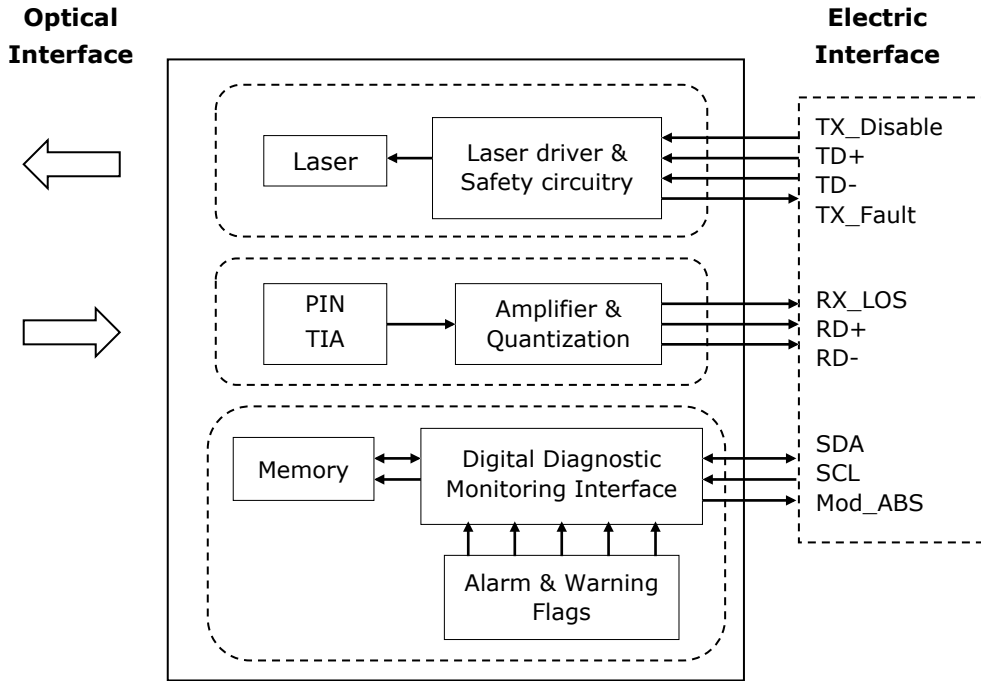 Optical
Interface
Electric
Interface
Laser
Laser driver &
Safety circuitry
TX_Disable
TD+
TD-
TX_Fault
PIN
TIA
Amplifier &
Quantization
RX_LOS
RD+
RD-
Memory
Digital Diagnostic
Monitoring Interface
SDA
SCL
Mod_ABS
Alarm & Warning
Flags